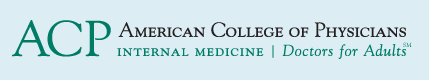 ACP AMERICAN COLLEGE OF PHYSICIANS
INTERNAL MEDICINE | Doctors for Adults℠